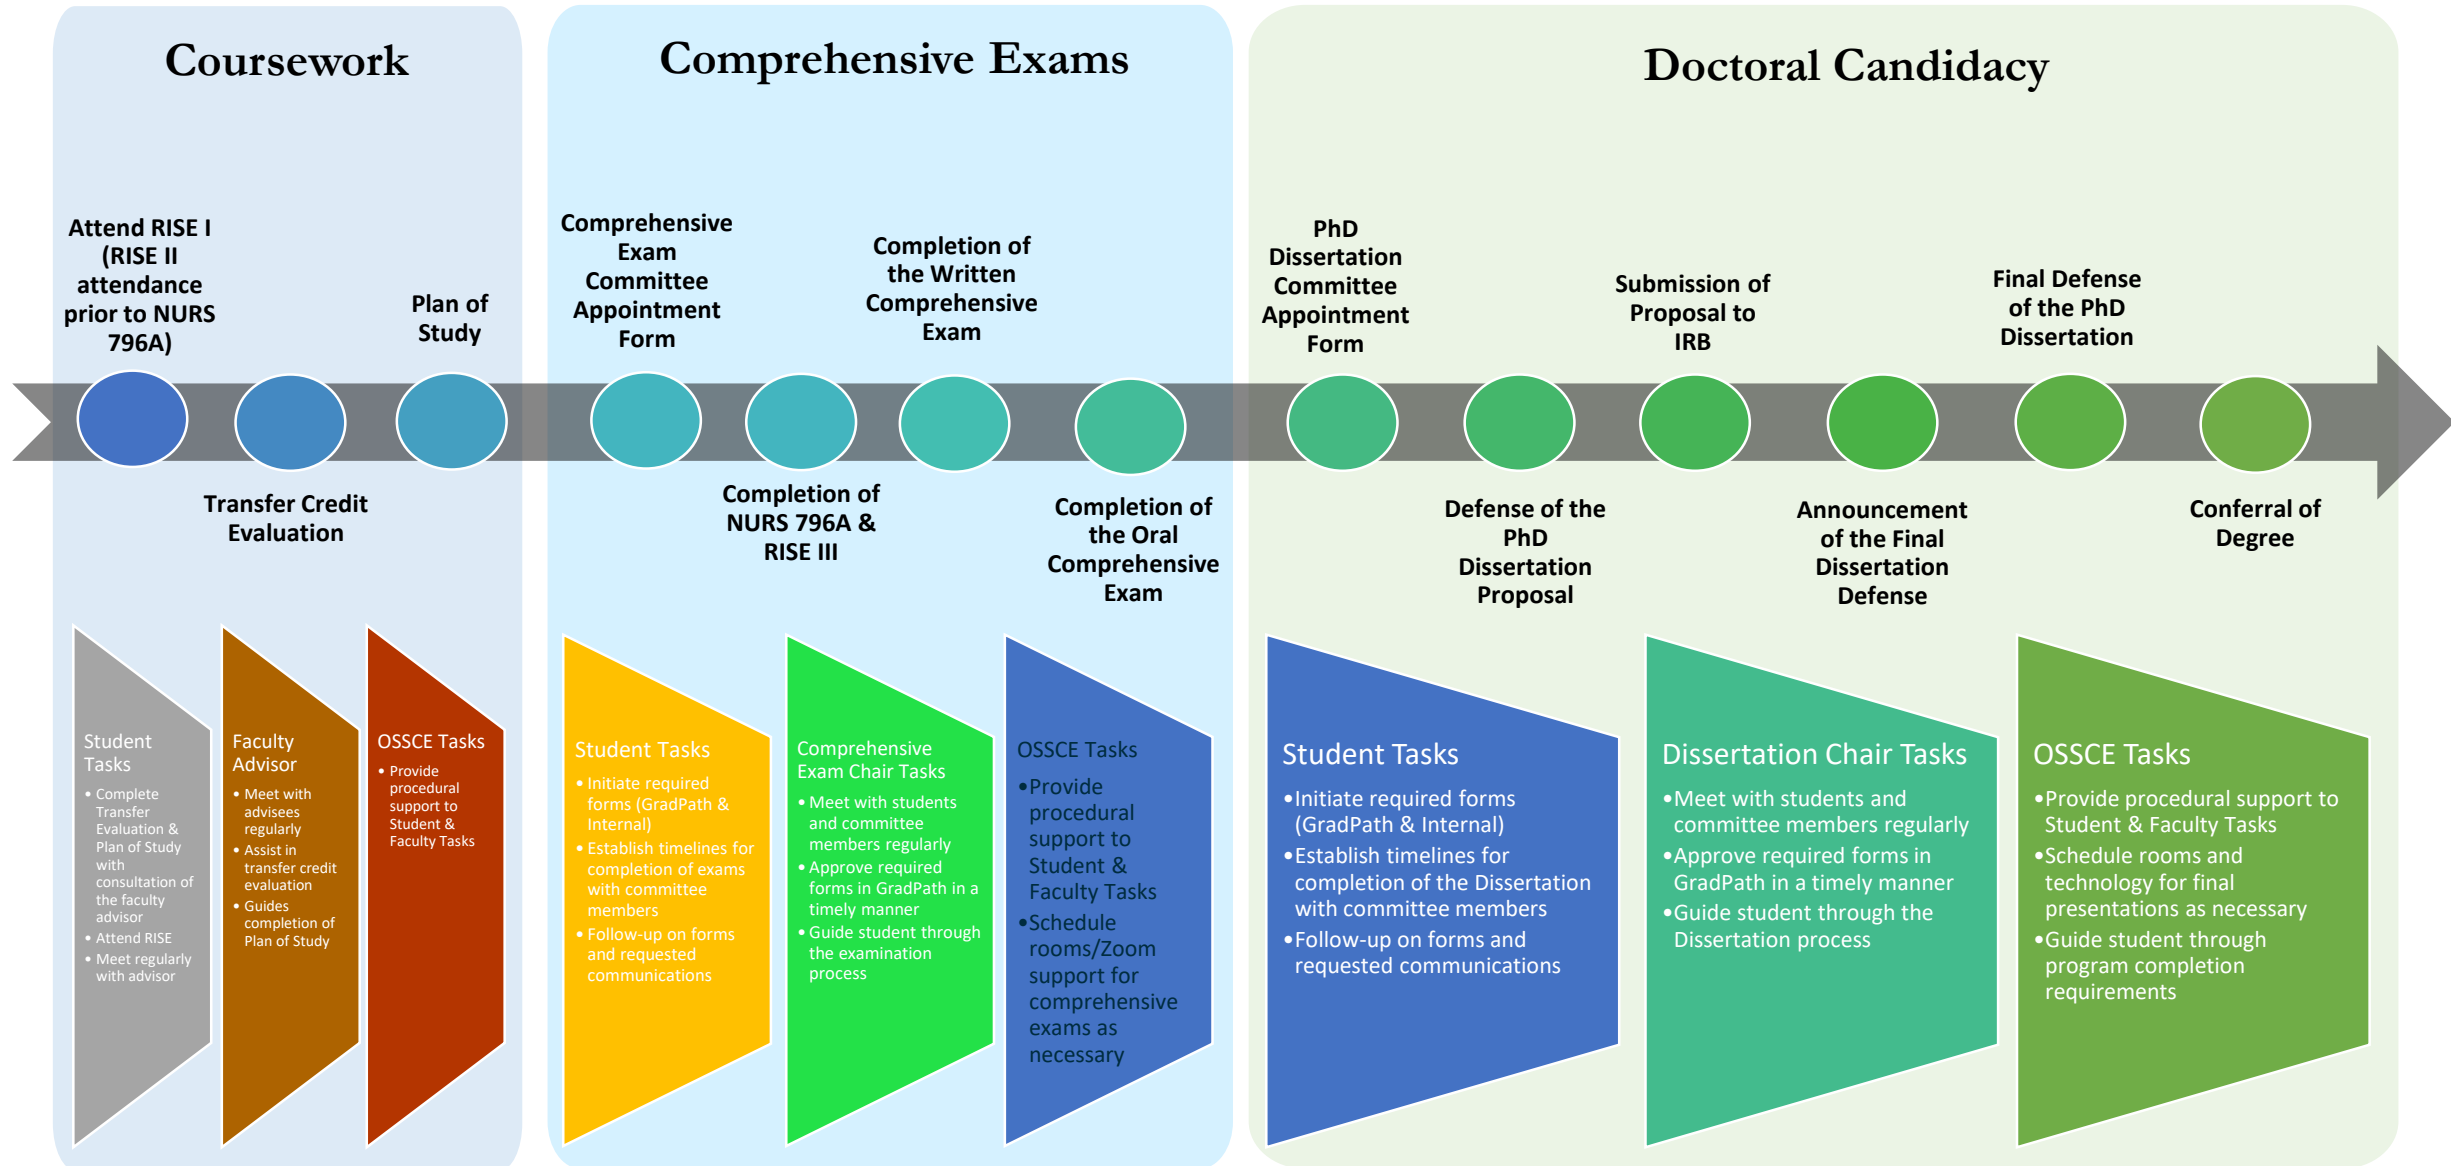 Coursework
Attend RISE I
(RISE II
attendance
prior to NURS
796A)
Transfer Credit
Evaluation
Plan of
Study
Student
Tasks
• Complete
Transfer
Evaluation &
Plan of Study
with
consultation of
the faculty
advisor
• Attend RISE
• Meet regularly
with advisor
Faculty
Advisor
• Meet with
advisees
regularly
• Assist in
transfer credit
evaluation
• Guides
completion of
Plan of Study
OSSCE Tasks
• Provide
procedural
support to
Student &
Faculty Tasks
Comprehensive Exams
Comprehensive
Exam
Committee
Appointment
Form
Completion of
NURS 796A &
RISE III
Completion of
the Written
Comprehensive
Exam
Completion of
the Oral
Comprehensive
Exam
Student Tasks
• Initiate required
forms (GradPath &
Internal)
• Establish timelines for
completion of exams
with committee
members
• Follow-up on forms
and requested
communications
Comprehensive
Exam Chair Tasks
• Meet with students
and committee
members regularly
• Approve required
forms in GradPath in a
timely manner
• Guide student through
the examination
process
OSSCE Tasks
•Provide
procedural
support to
Student &
Faculty Tasks
•Schedule
rooms/Zoom
support for
comprehensive
exams as
necessary
Doctoral Candidacy
PhD
Dissertation
Committee
Appointment
Form
Defense of the
PhD
Dissertation
Proposal
Submission of
Proposal to
IRB
Announcement
of the Final
Dissertation
Defense
Final Defense
of the PhD
Dissertation
Conferral of
Degree
Student Tasks
•Initiate required forms
(GradPath & Internal)
•Establish timelines for
completion of the Dissertation
with committee members
•Follow-up on forms and
requested communications
Dissertation Chair Tasks
•Meet with students and
committee members regularly
•Approve required forms in
GradPath in a timely manner
•Guide student through the
Dissertation process
OSSCE Tasks
•Provide procedural support to
Student & Faculty Tasks
•Schedule rooms and
technology for final
presentations as necessary
•Guide student through
program completion
requirements